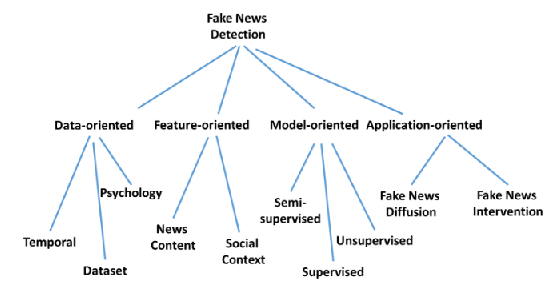 Fake News
Detection
Data-oriented
Feature-oriented
Model-oriented
Application-oriented
Psychology
Temporal
Dataset
News
Content
Social
Context
Semi-
supervised
Supervised
Unsupervised
Fake News
Diffusion
Fake News
Intervention